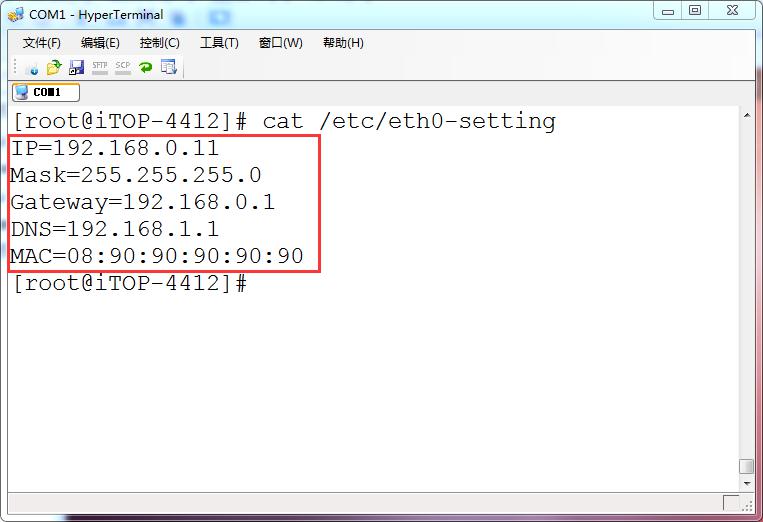 COM1 - HyperTerminal
文件(F) 编辑(E) 控制(C) 工具(T) 窗口(W) 帮助(H)
SFTP SCP
COM1
[root@iTOP-4412]# cat /etc/eth0-setting
IP=192.168.0.11
Mask=255.255.255.0
Gateway=192.168.0.1
DNS=192.168.1.1
MAC=08:90:90:90:90:90
[root@iTOP-4412]#